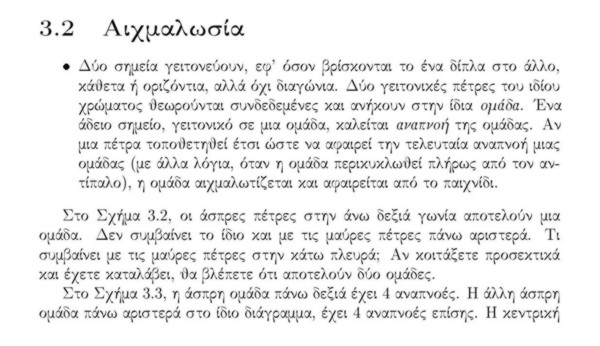 3.2 Αιχμαλωσία
• Δύο σημεία γειτονεύουν, εφ' όσον βρίσκονται το ένα δίπλα στο άλλο,
κάθετα ή οριζόντια, αλλά όχι διαγώνια. Δύο γειτονικές πέτρες του ιδίου
χρώματος θεωρούνται συνδεδεμένες και ανήκουν στην ίδια ομάδα. Ένα
άδειο σημείο, γειτονικό σε μια ομάδα, καλείται αναπνοή της ομάδας. Αν
μια πέτρα τοποθετηθεί έτσι ώστε να αφαιρεί την τελευταία αναπνοή μιας
ομάδας (με άλλα λόγια, όταν η ομάδα περικυκλωθεί πλήρως από τον αν-
τίπαλο), η ομάδα αιχμαλωτίζεται και αφαιρείται από το παιχνίδι.
Στο Σχήμα 3.2, οι άσπρες πέτρες στην άνω δεξιά γωνία αποτελούν μια
ομάδα. Δεν συμβαίνει το ίδιο και με τις μαύρες πέτρες πάνω αριστερά. Τι
συμβαίνει με τις μαύρες πέτρες στην κάτω πλευρά; Αν κοιτάξετε προσεκτικά
και έχετε καταλάβει, θα βλέπετε ότι αποτελούν δύο ομάδες.
Στο Σχήμα 3.3, η άσπρη ομάδα πάνω δεξιά έχει 4 αναπνοές. Η άλλη άσπρη
ομάδα πάνω αριστερά στο ίδιο διάγραμμα, έχει 4 αναπνοές επίσης. Η κεντρική